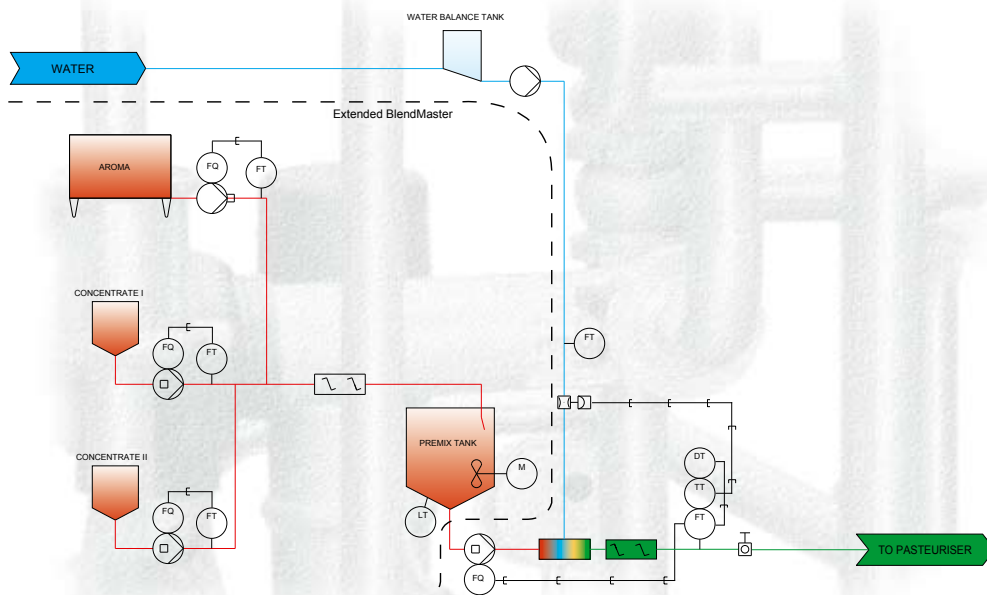 WATER BALANCE TANK
WATER
Extended BlendMaster
AROMA
FQ
FT
CONCENTRATE I
FQ
FT
FT
PREMIX TANK
CONCENTRATE II
M
DT
TT
FQ
FT
LT
FT
TO PASTEURISER
FQ